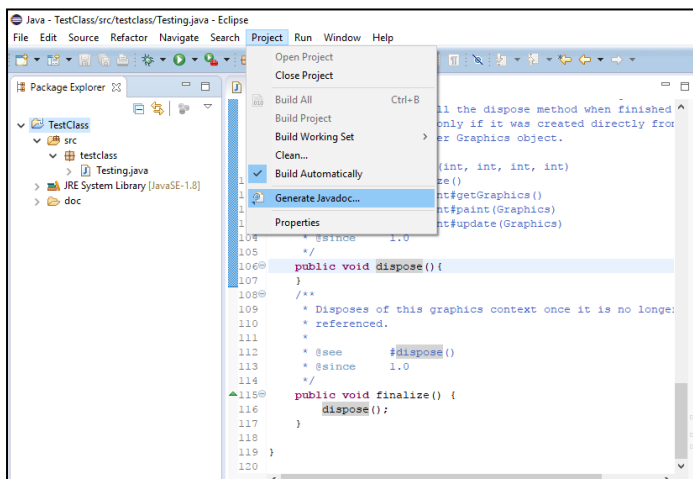 Java - TestClass/src/testclass/Testing.java - Eclipse
File Edit Source Refactor Navigate Search Project Run Window Help
Package Explorer
TestClass
src
testclass
Testing.java
JRE System Library [JavaSE-1.8]
doc
Open Project
Close Project
Build All Ctrl+B
Build Project
Build Working Set
Clean...
Build Automatically
Generate Javadoc...
Properties
ll the dispose method when finished
only if it was created directly from
er Graphics object.
(int, int, int, int)
ze()
nt#getGraphics()
nt#paint(Graphics)
nt#update(Graphics)
104 * @since 1.0
105 */
106 public void dispose(){
107 }
108 /**
109 * Disposes of this graphics context once it is no longer
110 * referenced.
111 *
112 * @see #dispose()
113 * @since 1.0
114 */
115 public void finalize() {
116 dispose();
117 }
118
119 }
120